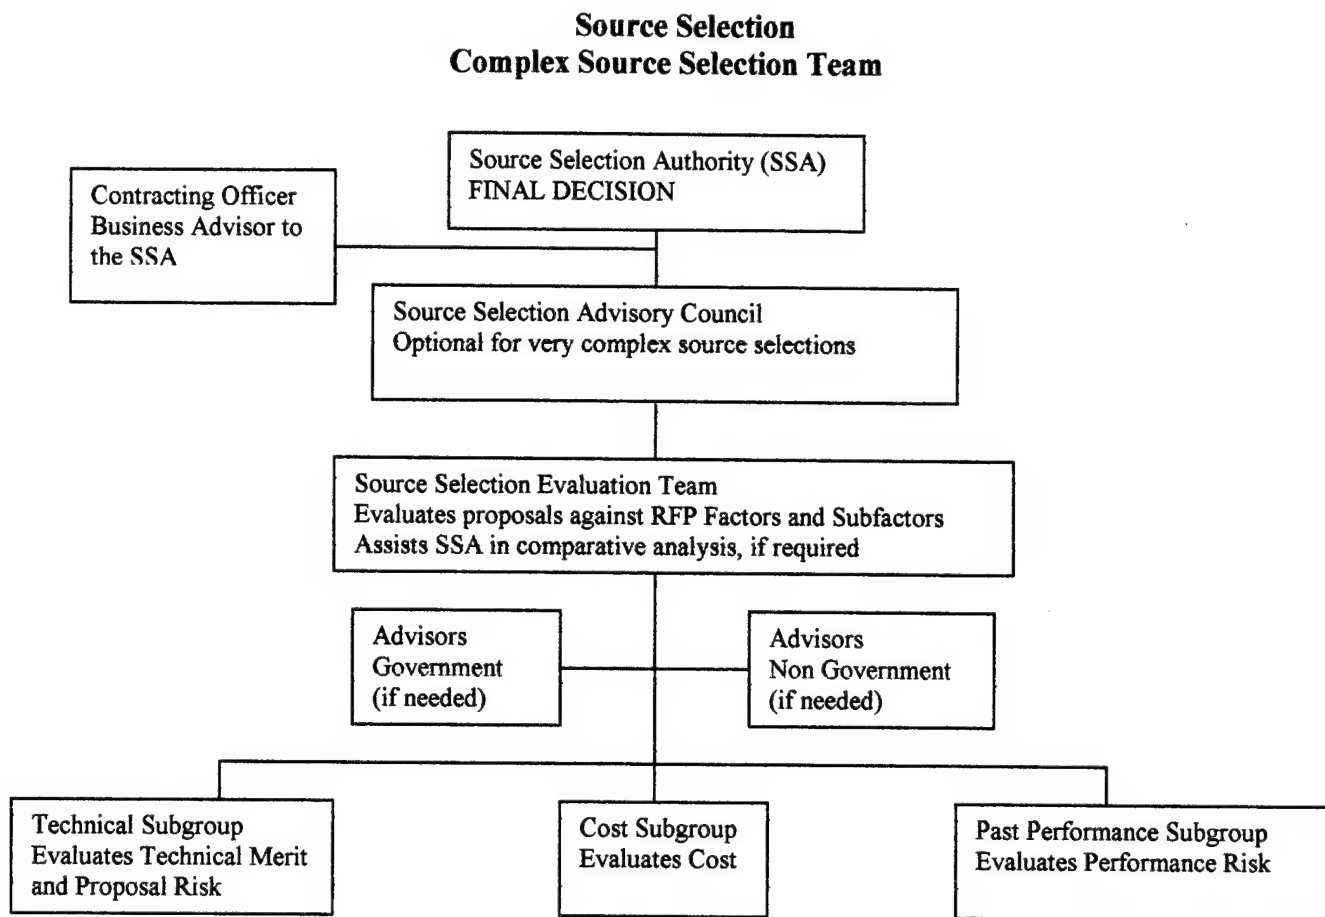 Source Selection
Complex Source Selection Team
Source Selection Authority (SSA)
FINAL DECISION
Contracting Officer
Business Advisor to
the SSA
Source Selection Advisory Council
Optional for very complex source selections
Source Selection Evaluation Team
Evaluates proposals against RFP Factors and Subfactors
Assists SSA in comparative analysis, if required
Advisors
Government
(if needed)
Advisors
Non Government
(if needed)
Technical Subgroup
Evaluates Technical Merit
and Proposal Risk
Cost Subgroup
Evaluates Cost
Past Performance Subgroup
Evaluates Performance Risk